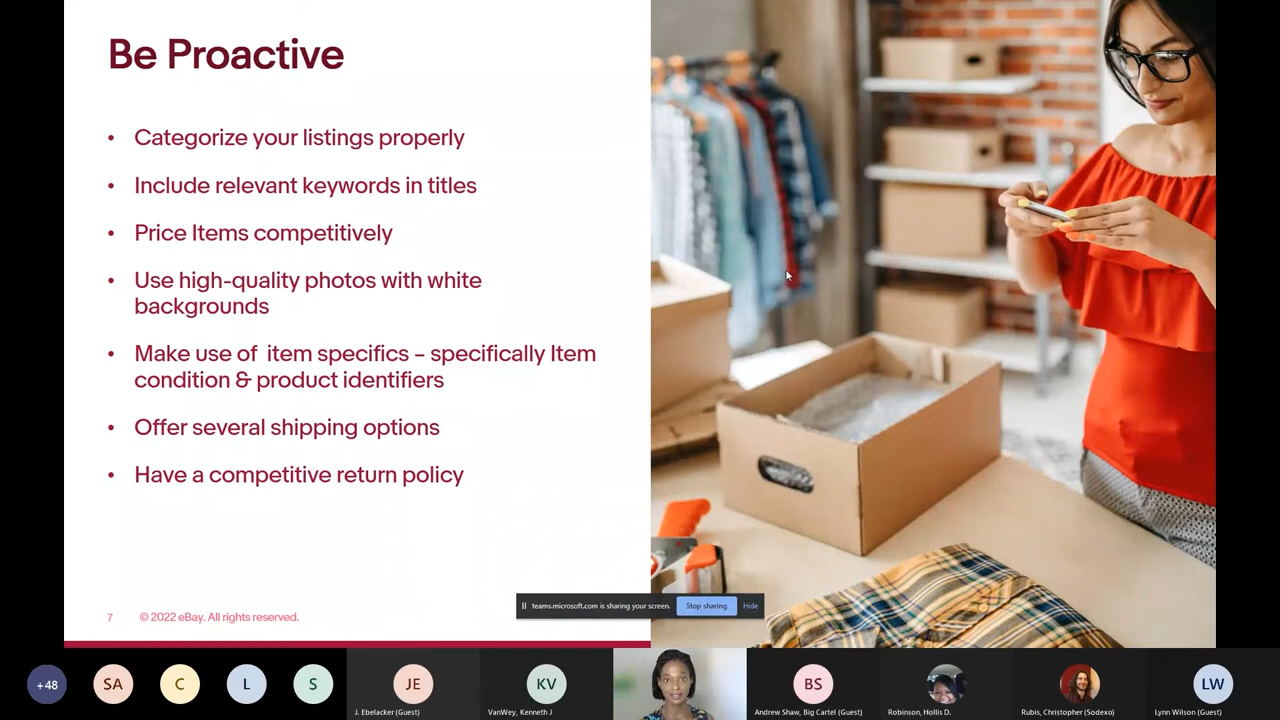 Be Proactive
• Categorize your listings properly
• Include relevant keywords in titles
• Price Items competitively
• Use high-quality photos with white
backgrounds
• Make use of  item specifics – specifically Item
condition & product identifiers
• Offer several shipping options
• Have a competitive return policy
7 © 2022 eBay. All rights reserved.
teams.microsoft.com is sharing your screen. Stop sharing Hide
+48 SA C L S JE KV BS LW
J. Ebelacker (Guest) VanWey, Kenneth J Andrew Shaw, Big Cartel (Guest) Robinson, Hollis D. Rubis, Christopher (Sodexo) Lynn Wilson (Guest)